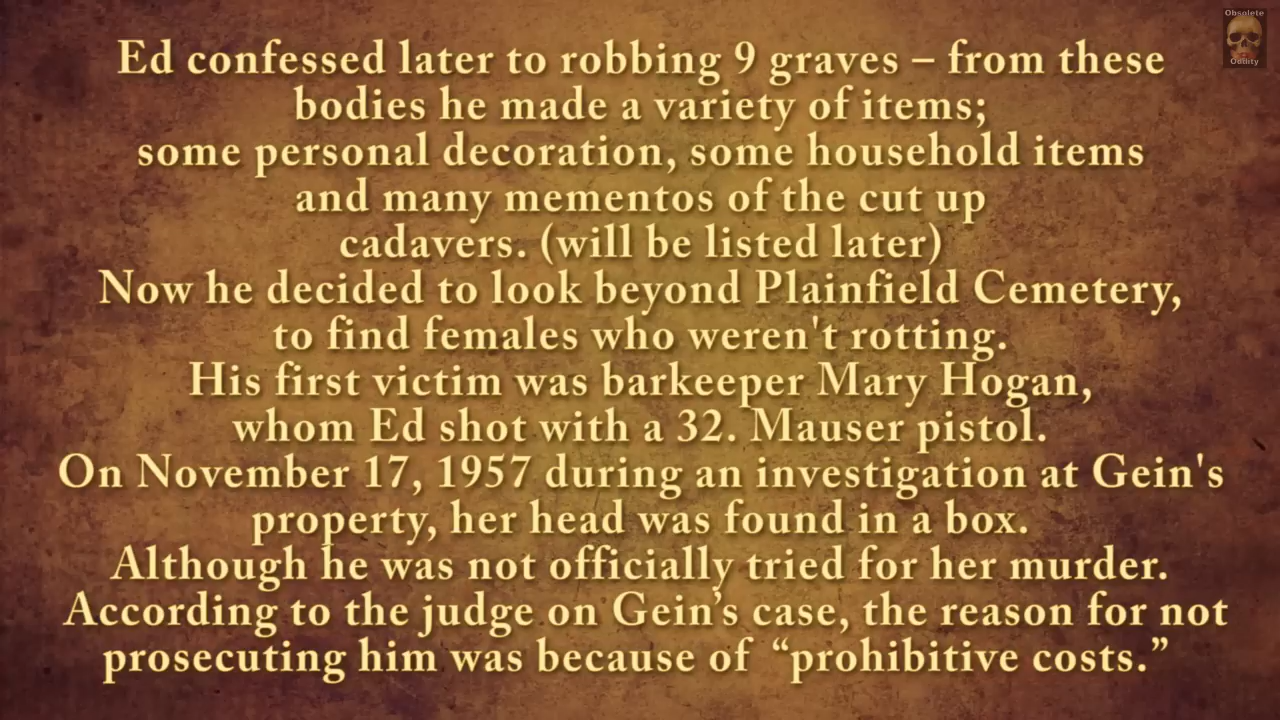 Obsolete
Oddity
Ed confessed later to robbing 9 graves – from these
bodies he made a variety of items;
some personal decoration, some household items
and many mementos of the cut up
cadavers. (will be listed later)
Now he decided to look beyond Plainfield Cemetery,
to find females who weren't rotting.
His first victim was barkeeper Mary Hogan,
whom Ed shot with a 32. Mauser pistol.
On November 17, 1957 during an investigation at Gein's
property, her head was found in a box.
Although he was not officially tried for her murder.
According to the judge on Gein’s case, the reason for not
prosecuting him was because of “prohibitive costs.”